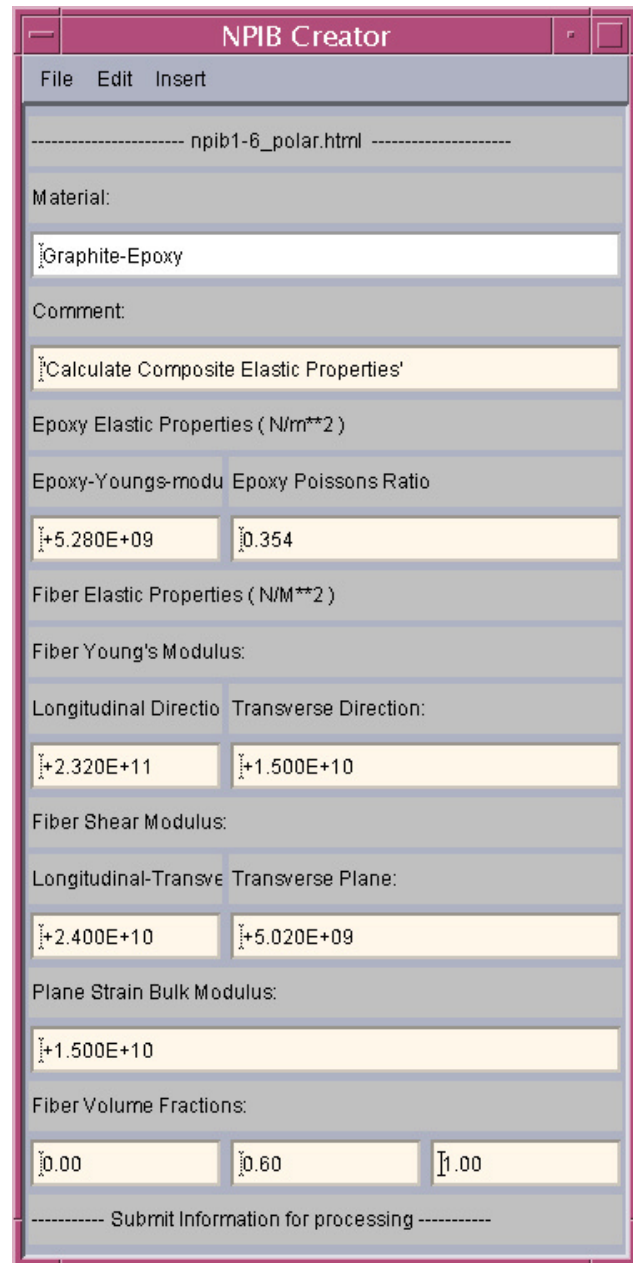 NPIB Creator
File Edit Insert
----------------------- npib1-6_polar.html ---------------------
Material:
Graphite-Epoxy
Comment:
'Calculate Composite Elastic Properties'
Epoxy Elastic Properties ( N/m**2 )
Epoxy-Youngs-modu Epoxy Poissons Ratio
+5.280E+09 0.354
Fiber Elastic Properties ( N/M**2 )
Fiber Young's Modulus:
Longitudinal Directio Transverse Direction:
+2.320E+11 +1.500E+10
Fiber Shear Modulus:
Longitudinal-Transve Transverse Plane:
+2.400E+10 +5.020E+09
Plane Strain Bulk Modulus:
+1.500E+10
Fiber Volume Fractions:
0.00 0.60 1.00
----------- Submit Information for processing -----------